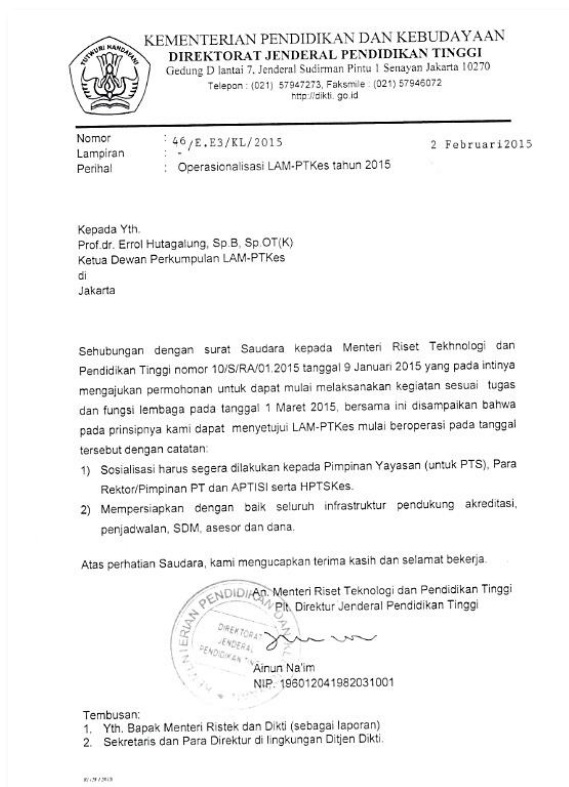 TUT WURI HANDAYANI
KEMENTERIAN PENDIDIKAN DAN KEBUDAYAAN
DIREKTORAT JENDERAL PENDIDIKAN TINGGI
Gedung D lantai 7, Jenderal Sudirman Pintu 1 Senayan Jakarta 10270
Telepon : (021) 57947273, Faksmile : (021) 57946072
http://dikti. go.id
Nomor : 46/E.E3/KL/2015 2 Februari2015
Lampiran : -
Perihal : Operasionalisasi LAM-PTKes tahun 2015
Kepada Yth.
Prof.dr. Errol Hutagalung, Sp.B, Sp.OT(K)
Ketua Dewan Perkumpulan LAM-PTKes
di
Jakarta
Sehubungan dengan surat Saudara kepada Menteri Riset Tekhnologi dan
Pendidikan Tinggi nomor 10/S/RA/01.2015 tanggal 9 Januari 2015 yang pada intinya
mengajukan permohonan untuk dapat mulai melaksanakan kegiatan sesuai tugas
dan fungsi lembaga pada tanggal 1 Maret 2015, bersama ini disampaikan bahwa
pada prinsipnya kami dapat menyetujui LAM-PTKes mulai beroperasi pada tanggal
tersebut dengan catatan:
1) Sosialisasi harus segera dilakukan kepada Pimpinan Yayasan (untuk PTS), Para
Rektor/Pimpinan PT dan APTISI serta HPTSKes.
2) Mempersiapkan dengan baik seluruh infrastruktur pendukung akreditasi,
penjadwalan, SDM, asesor dan dana.
Atas perhatian Saudara, kami mengucapkan terima kasih dan selamat bekerja.
An. Menteri Riset Teknologi dan Pendidikan Tinggi
Plt. Direktur Jenderal Pendidikan Tinggi
DIREKTORAT
JENDERAL
PENDIDIKAN
Ainun Na'im
NIP. 196012041982031001
Tembusan:
1. Yth. Bapak Menteri Ristek dan Dikti (sebagai laporan)
2. Sekretaris dan Para Direktur di lingkungan Ditjen Dikti.